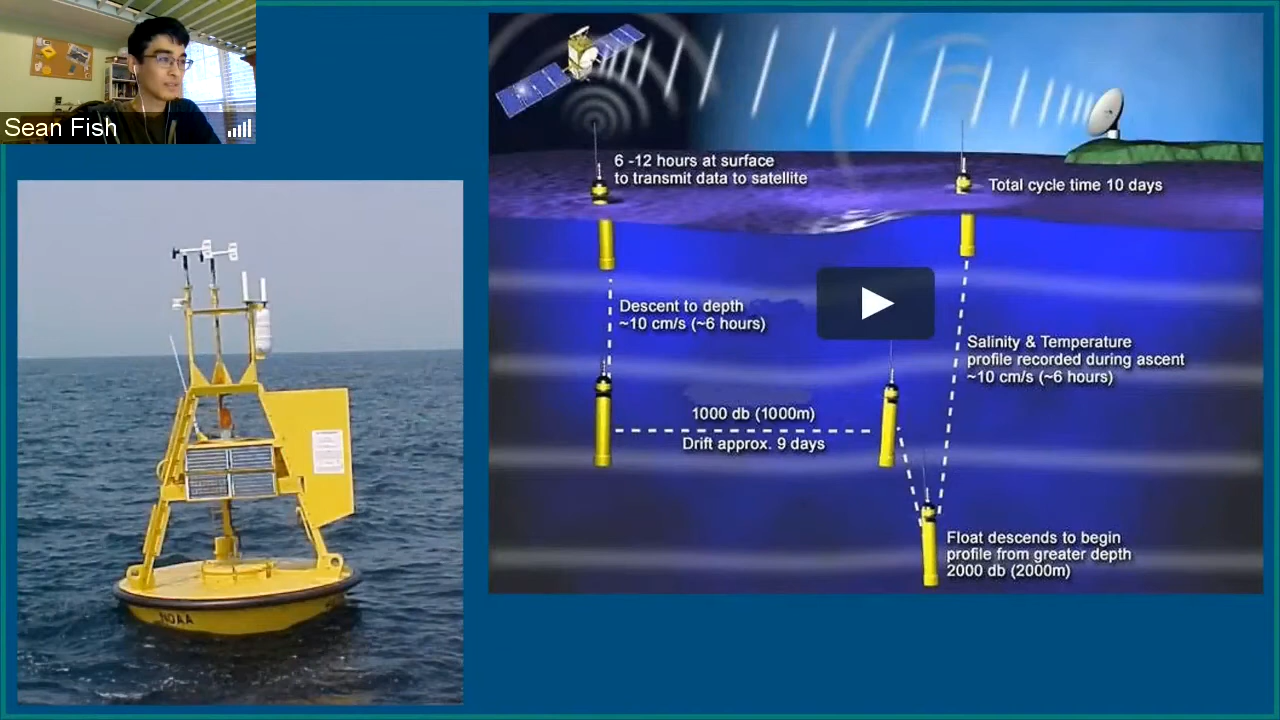 Sean Fish
6 -12 hours at surface
to transmit data to satellite
Total cycle time 10 days
Descent to depth
~10 cm/s (~6 hours)
Salinity & Temperature
profile recorded during ascent
~10 cm/s (~6 hours)
1000 db (1000m)
Drift approx. 9 days
Float descends to begin
profile from greater depth
2000 db (2000m)
NOAA